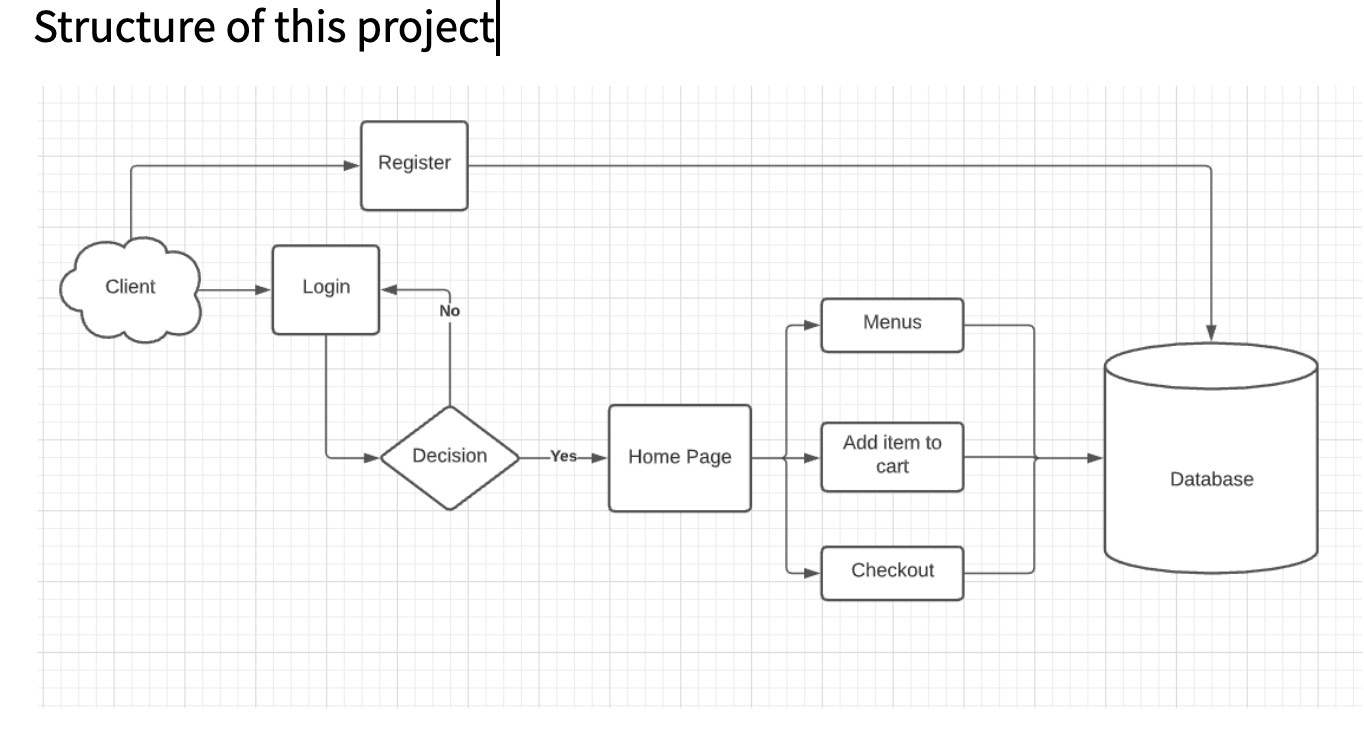 Structure of this project
Register
Client
Login
No
Menus
Decision
Yes
Home Page
Add item to
cart
Database
Checkout